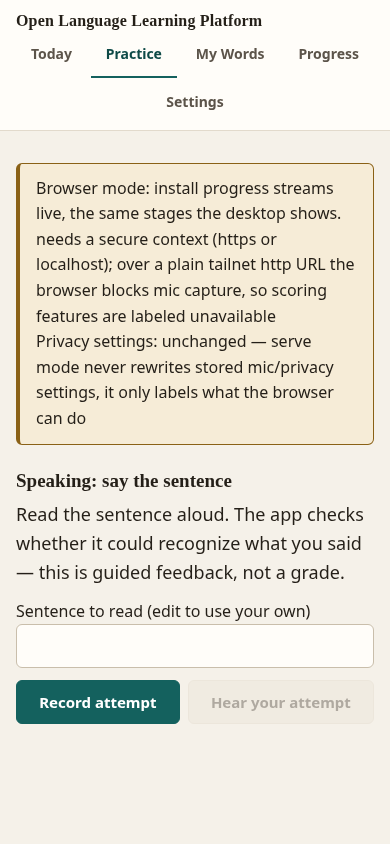 Open Language Learning Platform
Today
Practice
My Words
Progress
Settings
Browser mode: install progress streams
live, the same stages the desktop shows.
needs a secure context (https or
localhost); over a plain tailnet http URL the
browser blocks mic capture, so scoring
features are labeled unavailable
Privacy settings: unchanged — serve
mode never rewrites stored mic/privacy
settings, it only labels what the browser
can do
Speaking: say the sentence
Read the sentence aloud. The app checks
whether it could recognize what you said
— this is guided feedback, not a grade.
Sentence to read (edit to use your own)
Record attempt
Hear your attempt